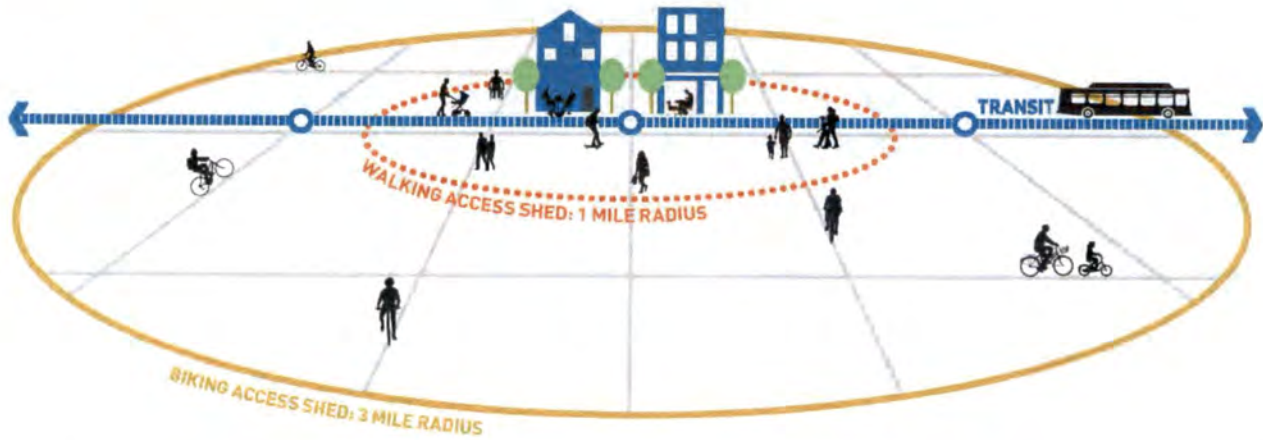 TRANSIT
WALKING ACCESS SHED: 1 MILE RADIUS
BIKING ACCESS SHED: 3 MILE RADIUS